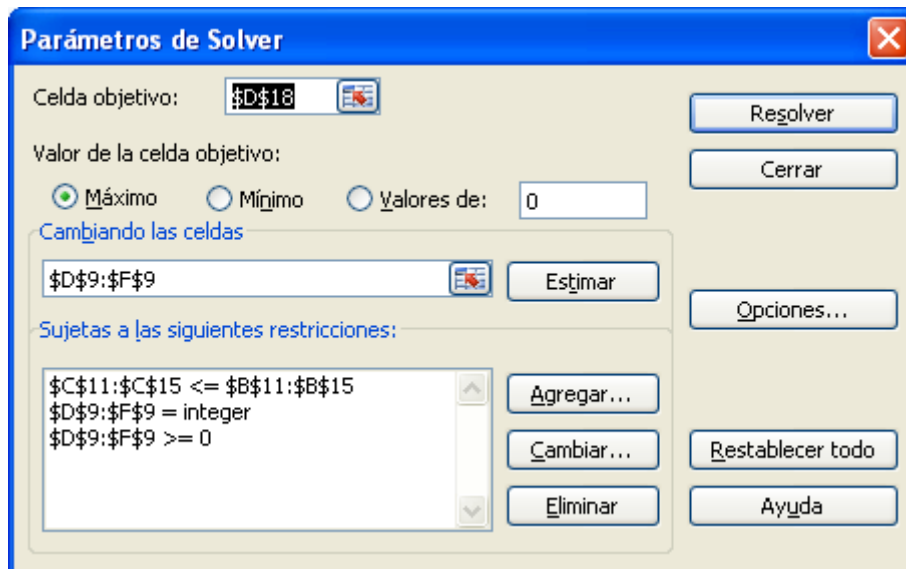 Parámetros de Solver
Celda objetivo: $D$18
Resolver
Valor de la celda objetivo:
Cerrar
Máximo Mínimo Valores de: 0
Cambiando las celdas
$D$9:$F$9 Estimar
Opciones...
Sujetas a las siguientes restricciones:
$C$11:$C$15 <= $B$11:$B$15
$D$9:$F$9 = integer
$D$9:$F$9 >= 0
Agregar...
Cambiar...
Restablecer todo
Eliminar
Ayuda